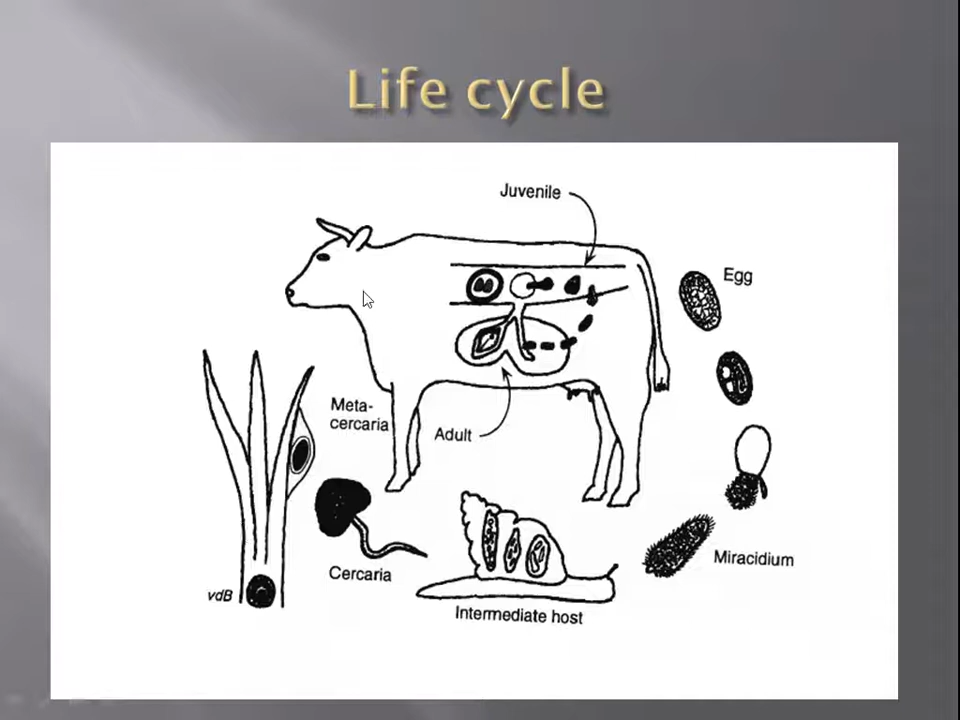 Life cycle
Juvenile
Egg
Meta-
cercaria
Adult
Miracidium
Cercaria
vdB
Intermediate host